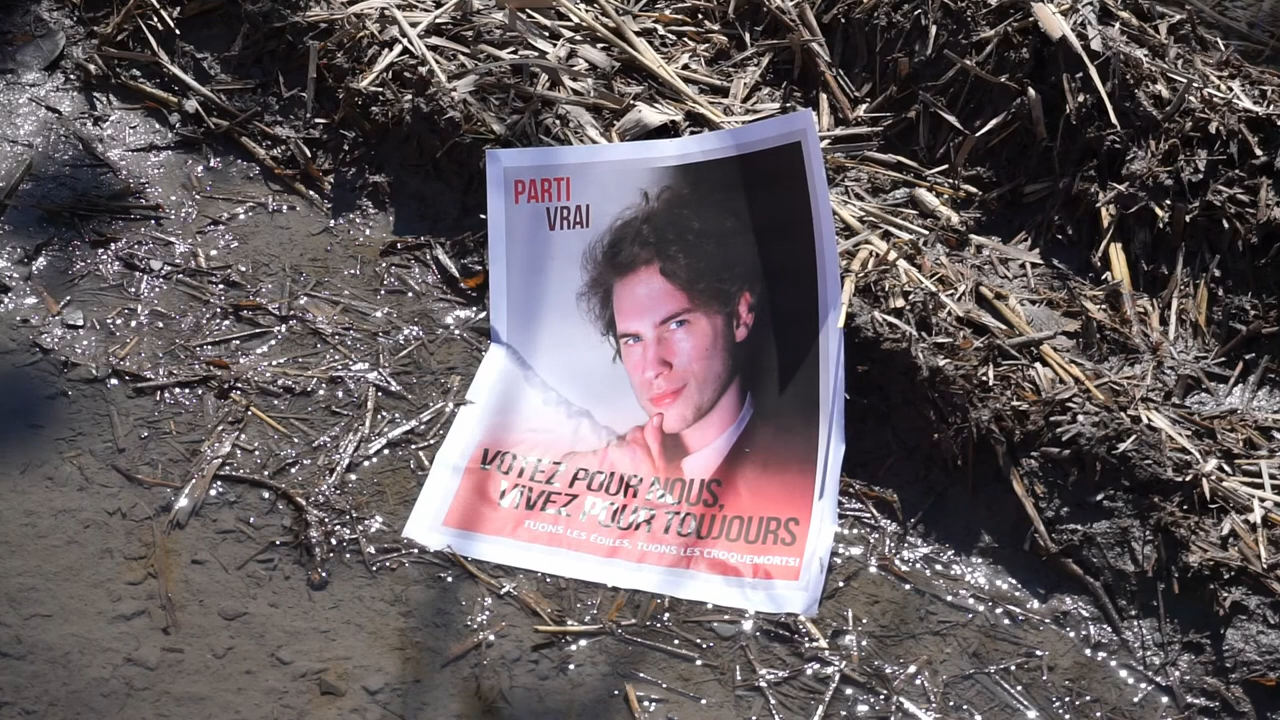 PARTI
VRAI
VOTEZ POUR NOUS,
VIVEZ POUR TOUJOURS
TUONS LES ÉDILES, TUONS LES CROQUEMORTS!